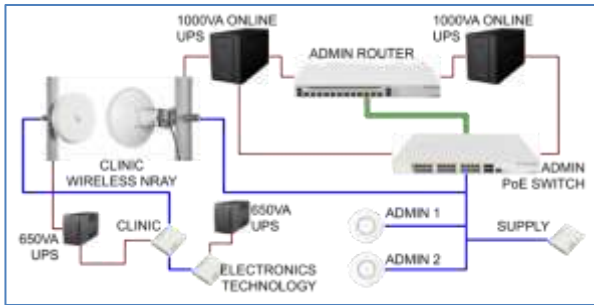 1000VA ONLINE
UPS
1000VA ONLINE
UPS
ADMIN ROUTER
CLINIC
WIRELESS NRAY
ADMIN
PoE SWITCH
650VA
UPS
CLINIC
650VA
UPS
ADMIN 1
SUPPLY
ELECTRONICS
TECHNOLOGY
ADMIN 2